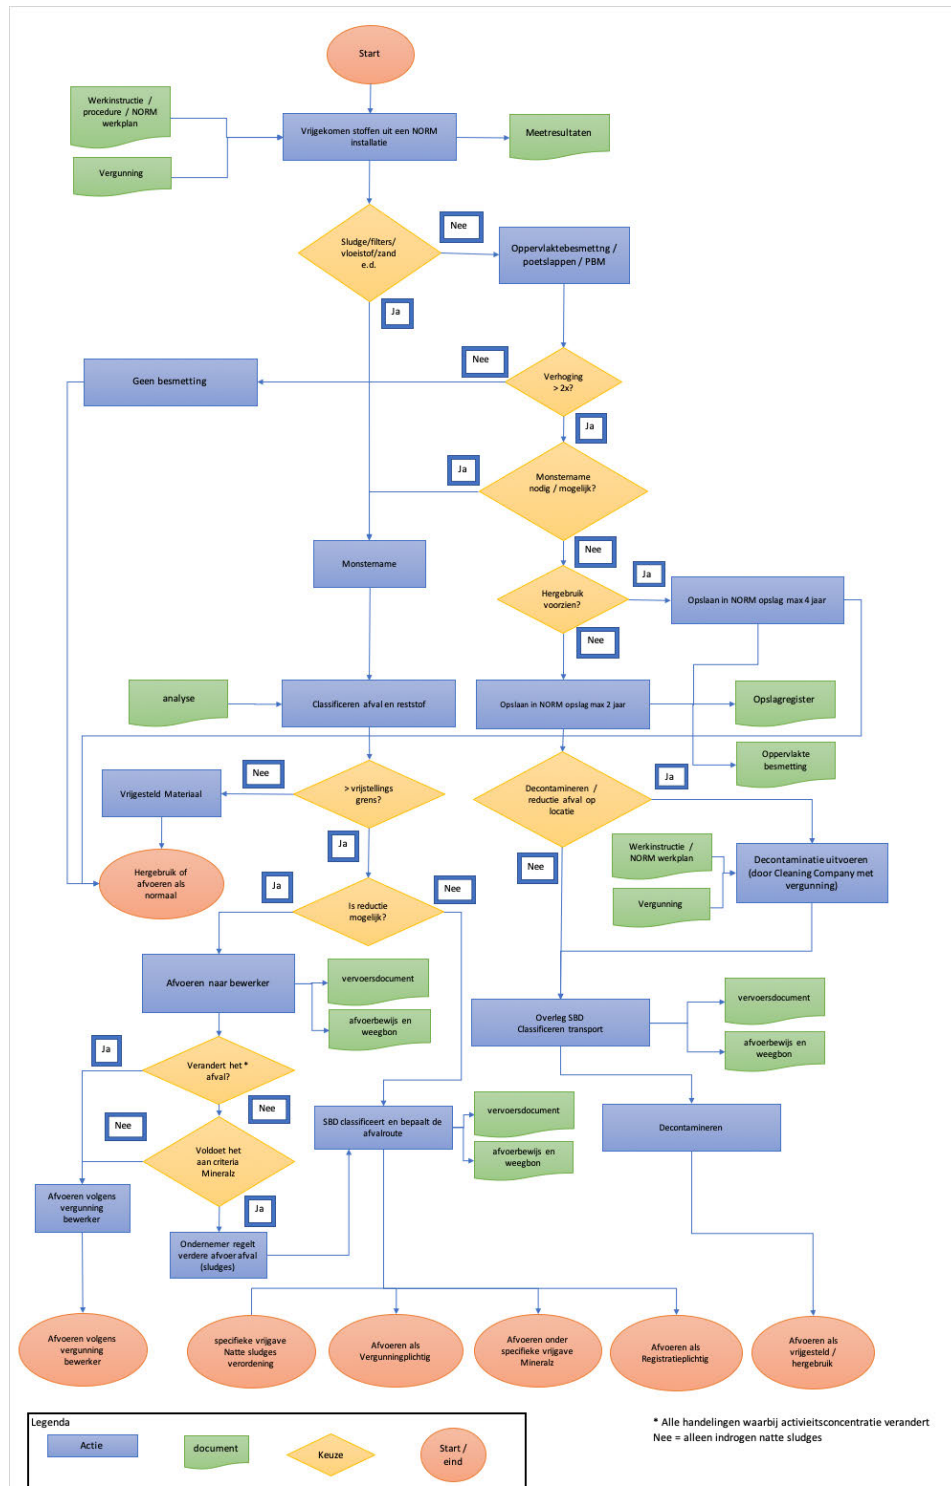 Start
Werkinstructie /
procedure / NORM
werkplan
Vergunning
Vrijgekomen stoffen uit een NORM
installatie
Meetresultaten
Sludge/filters/
vloeistof/zand
e.d.
Nee
Oppervlaktebesmettng /
poetslappen / PBM
Ja
Nee
Geen besmetting
Verhoging
> 2x?
Ja
Ja
Monstername
nodig / mogelijk?
Nee
Monstername
Hergebruik
voorzien?
Ja
Opslaan in NORM opslag max 4 jaar
Nee
analyse
Classificeren afval en reststof
Opslaan in NORM opslag max 2 jaar
Opslagregister
Oppervlakte
besmetting
Nee
Vrijgesteld Materiaal
> vrijstellings
grens?
Decontamineren /
reductie afval op
locatie
Ja
Ja
Nee
Werkinstructie /
NORM werkplan
Vergunning
Decontaminatie uitvoeren
(door Cleaning Company met
vergunning)
Hergebruik of
afvoeren als
normaal
Ja
Is reductie
mogelijk?
Nee
Afvoeren naar bewerker
vervoersdocument
afvoerbewijs en
weegbon
Overleg SBD
Classificeren transport
vervoersdocument
afvoerbewijs en
weegbon
Ja
Verandert het *
afval?
Nee
Nee
Voldoet het
aan criteria
Mineralz
SBD classificeert en bepaalt de
afvalroute
vervoersdocument
afvoerbewijs en
weegbon
Decontamineren
Afvoeren volgens
vergunning
bewerker
Ja
Ondernemer regelt
verdere afvoer afval
(sludges)
Afvoeren volgens
vergunning
bewerker
specifieke vrijgave
Natte sludges
verordening
Afvoeren als
Vergunningplichtig
Afvoeren onder
specifieke vrijgave
Mineralz
Afvoeren als
Registratieplichtig
Afvoeren als
vrijgesteld /
hergebruik
Legenda
Actie
document
Keuze
Start /
eind
* Alle handelingen waarbij activieitsconcentratie verandert
Nee = alleen indrogen natte sludges